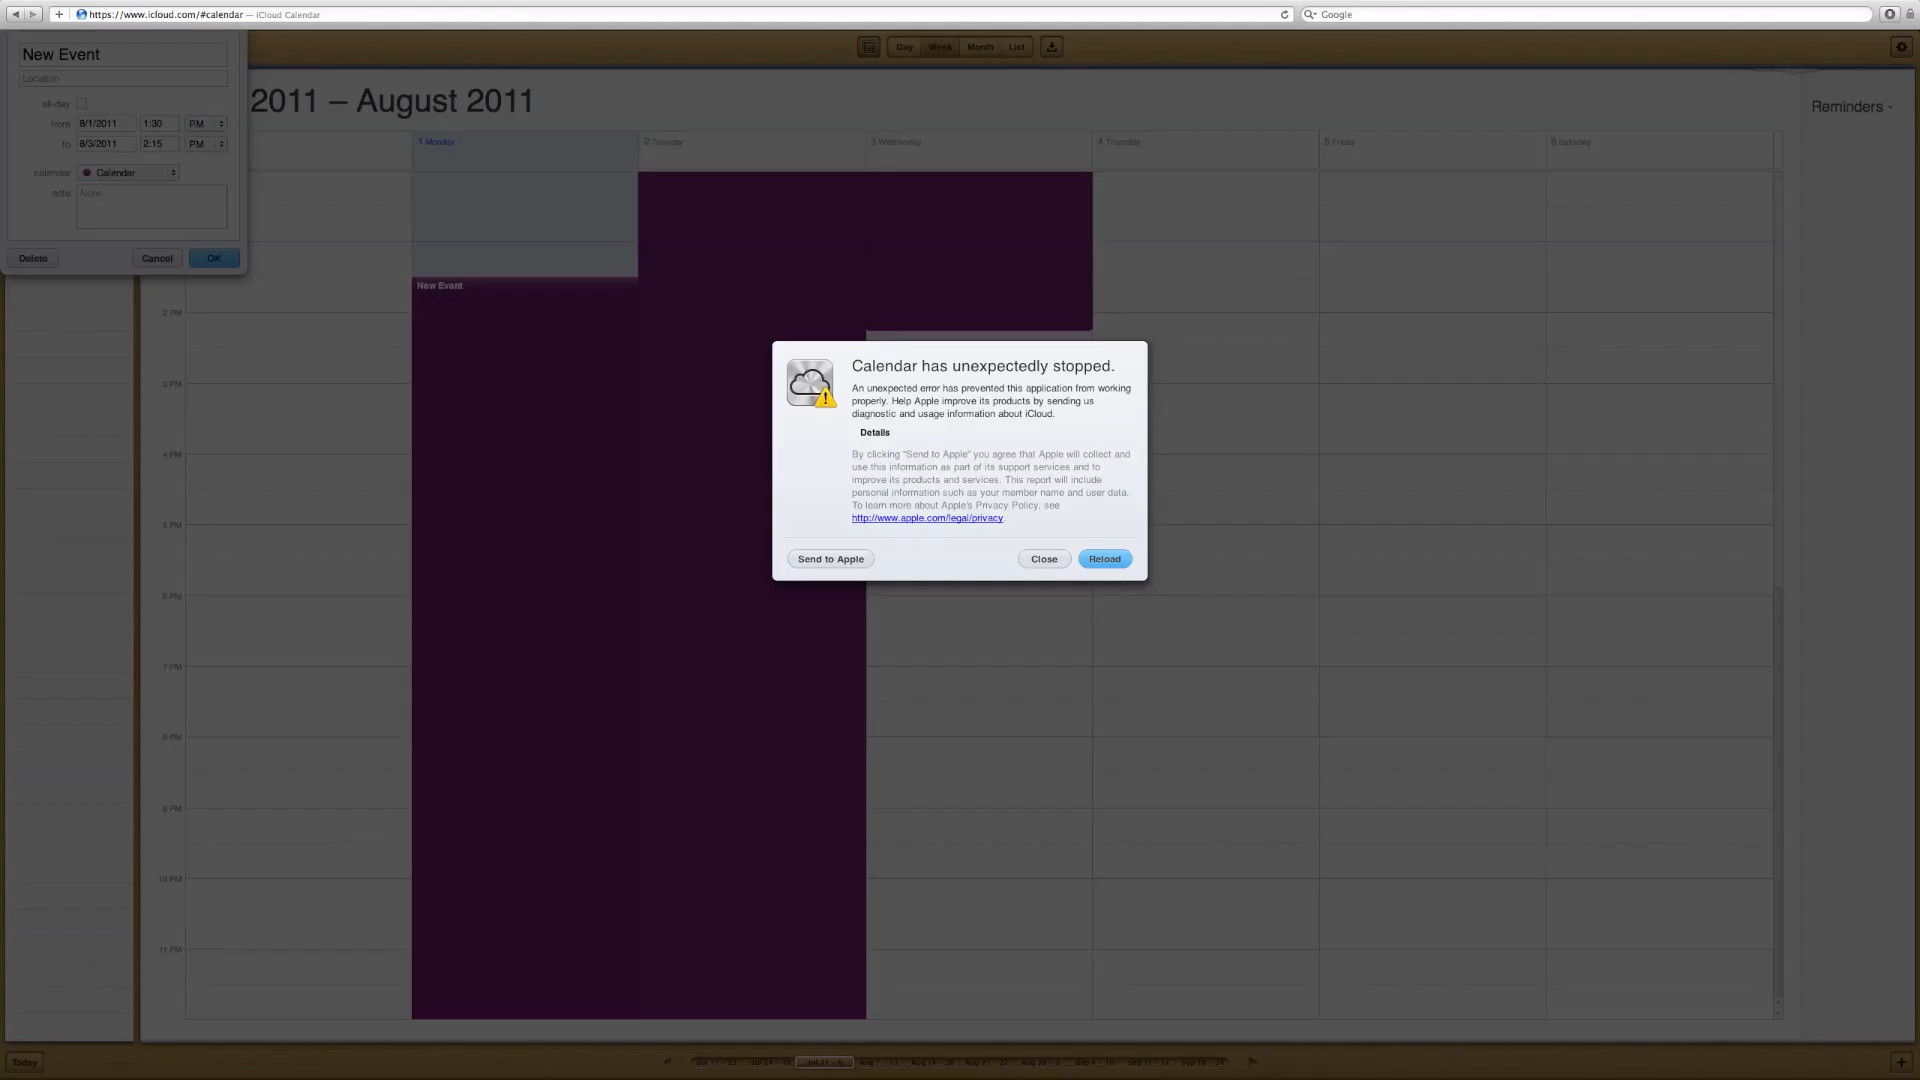 https://www.icloud.com/#calendar — iCloud Calendar
Google
New Event
Location
all-day
from 8/1/2011 1:30 PM
to 8/3/2011 2:15 PM
calendar Calendar
note None
Delete Cancel OK
Day Week Month List
2011 – August 2011
Reminders
1 Monday 2 Tuesday 3 Wednesday 4 Thursday 5 Friday 6 Saturday
New Event
2 PM
3 PM
4 PM
5 PM
6 PM
7 PM
8 PM
9 PM
10 PM
11 PM
Calendar has unexpectedly stopped.
An unexpected error has prevented this application from working
properly. Help Apple improve its products by sending us
diagnostic and usage information about iCloud.
Details
By clicking “Send to Apple” you agree that Apple will collect and
use this information as part of its support services and to
improve its products and services. This report will include
personal information such as your member name and user data.
To learn more about Apple's Privacy Policy, see
http://www.apple.com/legal/privacy.
Send to Apple Close Reload
Today